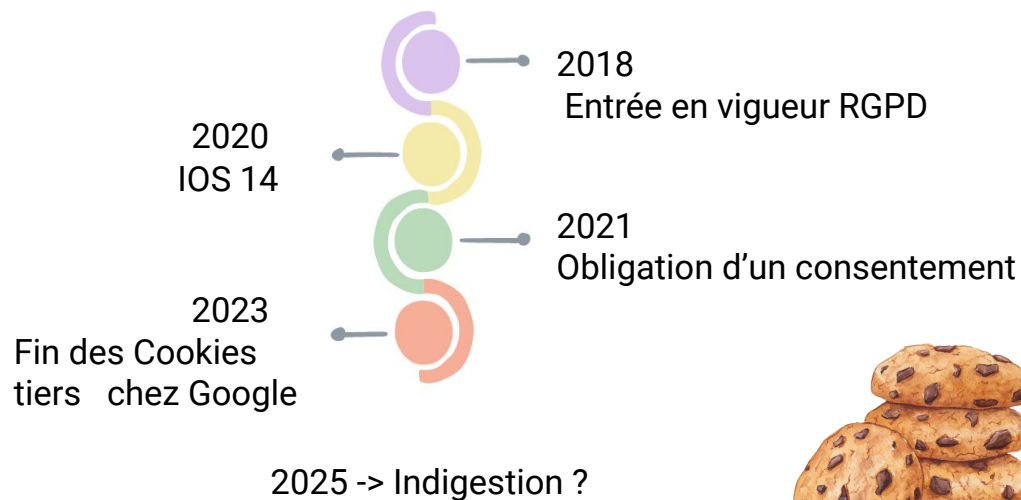 2018
Entrée en vigueur RGPD
2020
IOS 14
2021
Obligation d’un consentement
2023
Fin des Cookies
tiers chez Google
2025 -> Indigestion ?